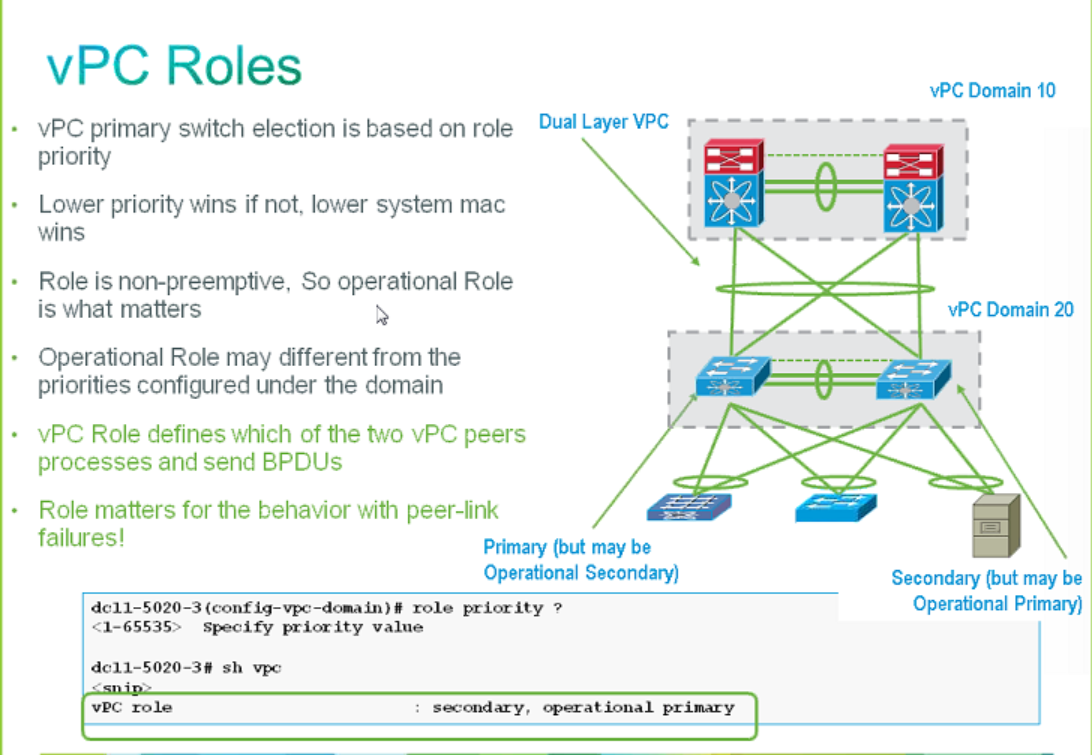 vPC Roles
• vPC primary switch election is based on role
priority
• Lower priority wins if not, lower system mac
wins
• Role is non-preemptive, So operational Role
is what matters
• Operational Role may different from the
priorities configured under the domain
• vPC Role defines which of the two vPC peers
processes and send BPDUs
• Role matters for the behavior with peer-link
failures!
vPC Domain 10
Dual Layer VPC
vPC Domain 20
Primary (but may be
Operational Secondary)
Secondary (but may be
Operational Primary)
dc11-5020-3(config-vpc-domain)# role priority ?
<1-65535>  Specify priority value
dc11-5020-3# sh vpc
<snip>
vPC role : secondary, operational primary